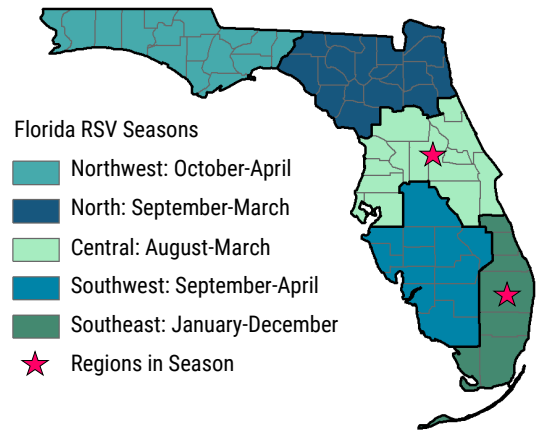 Florida RSV Seasons
Northwest: October-April
North: September-March
Central: August-March
Southwest: September-April
Southeast: January-December
Regions in Season